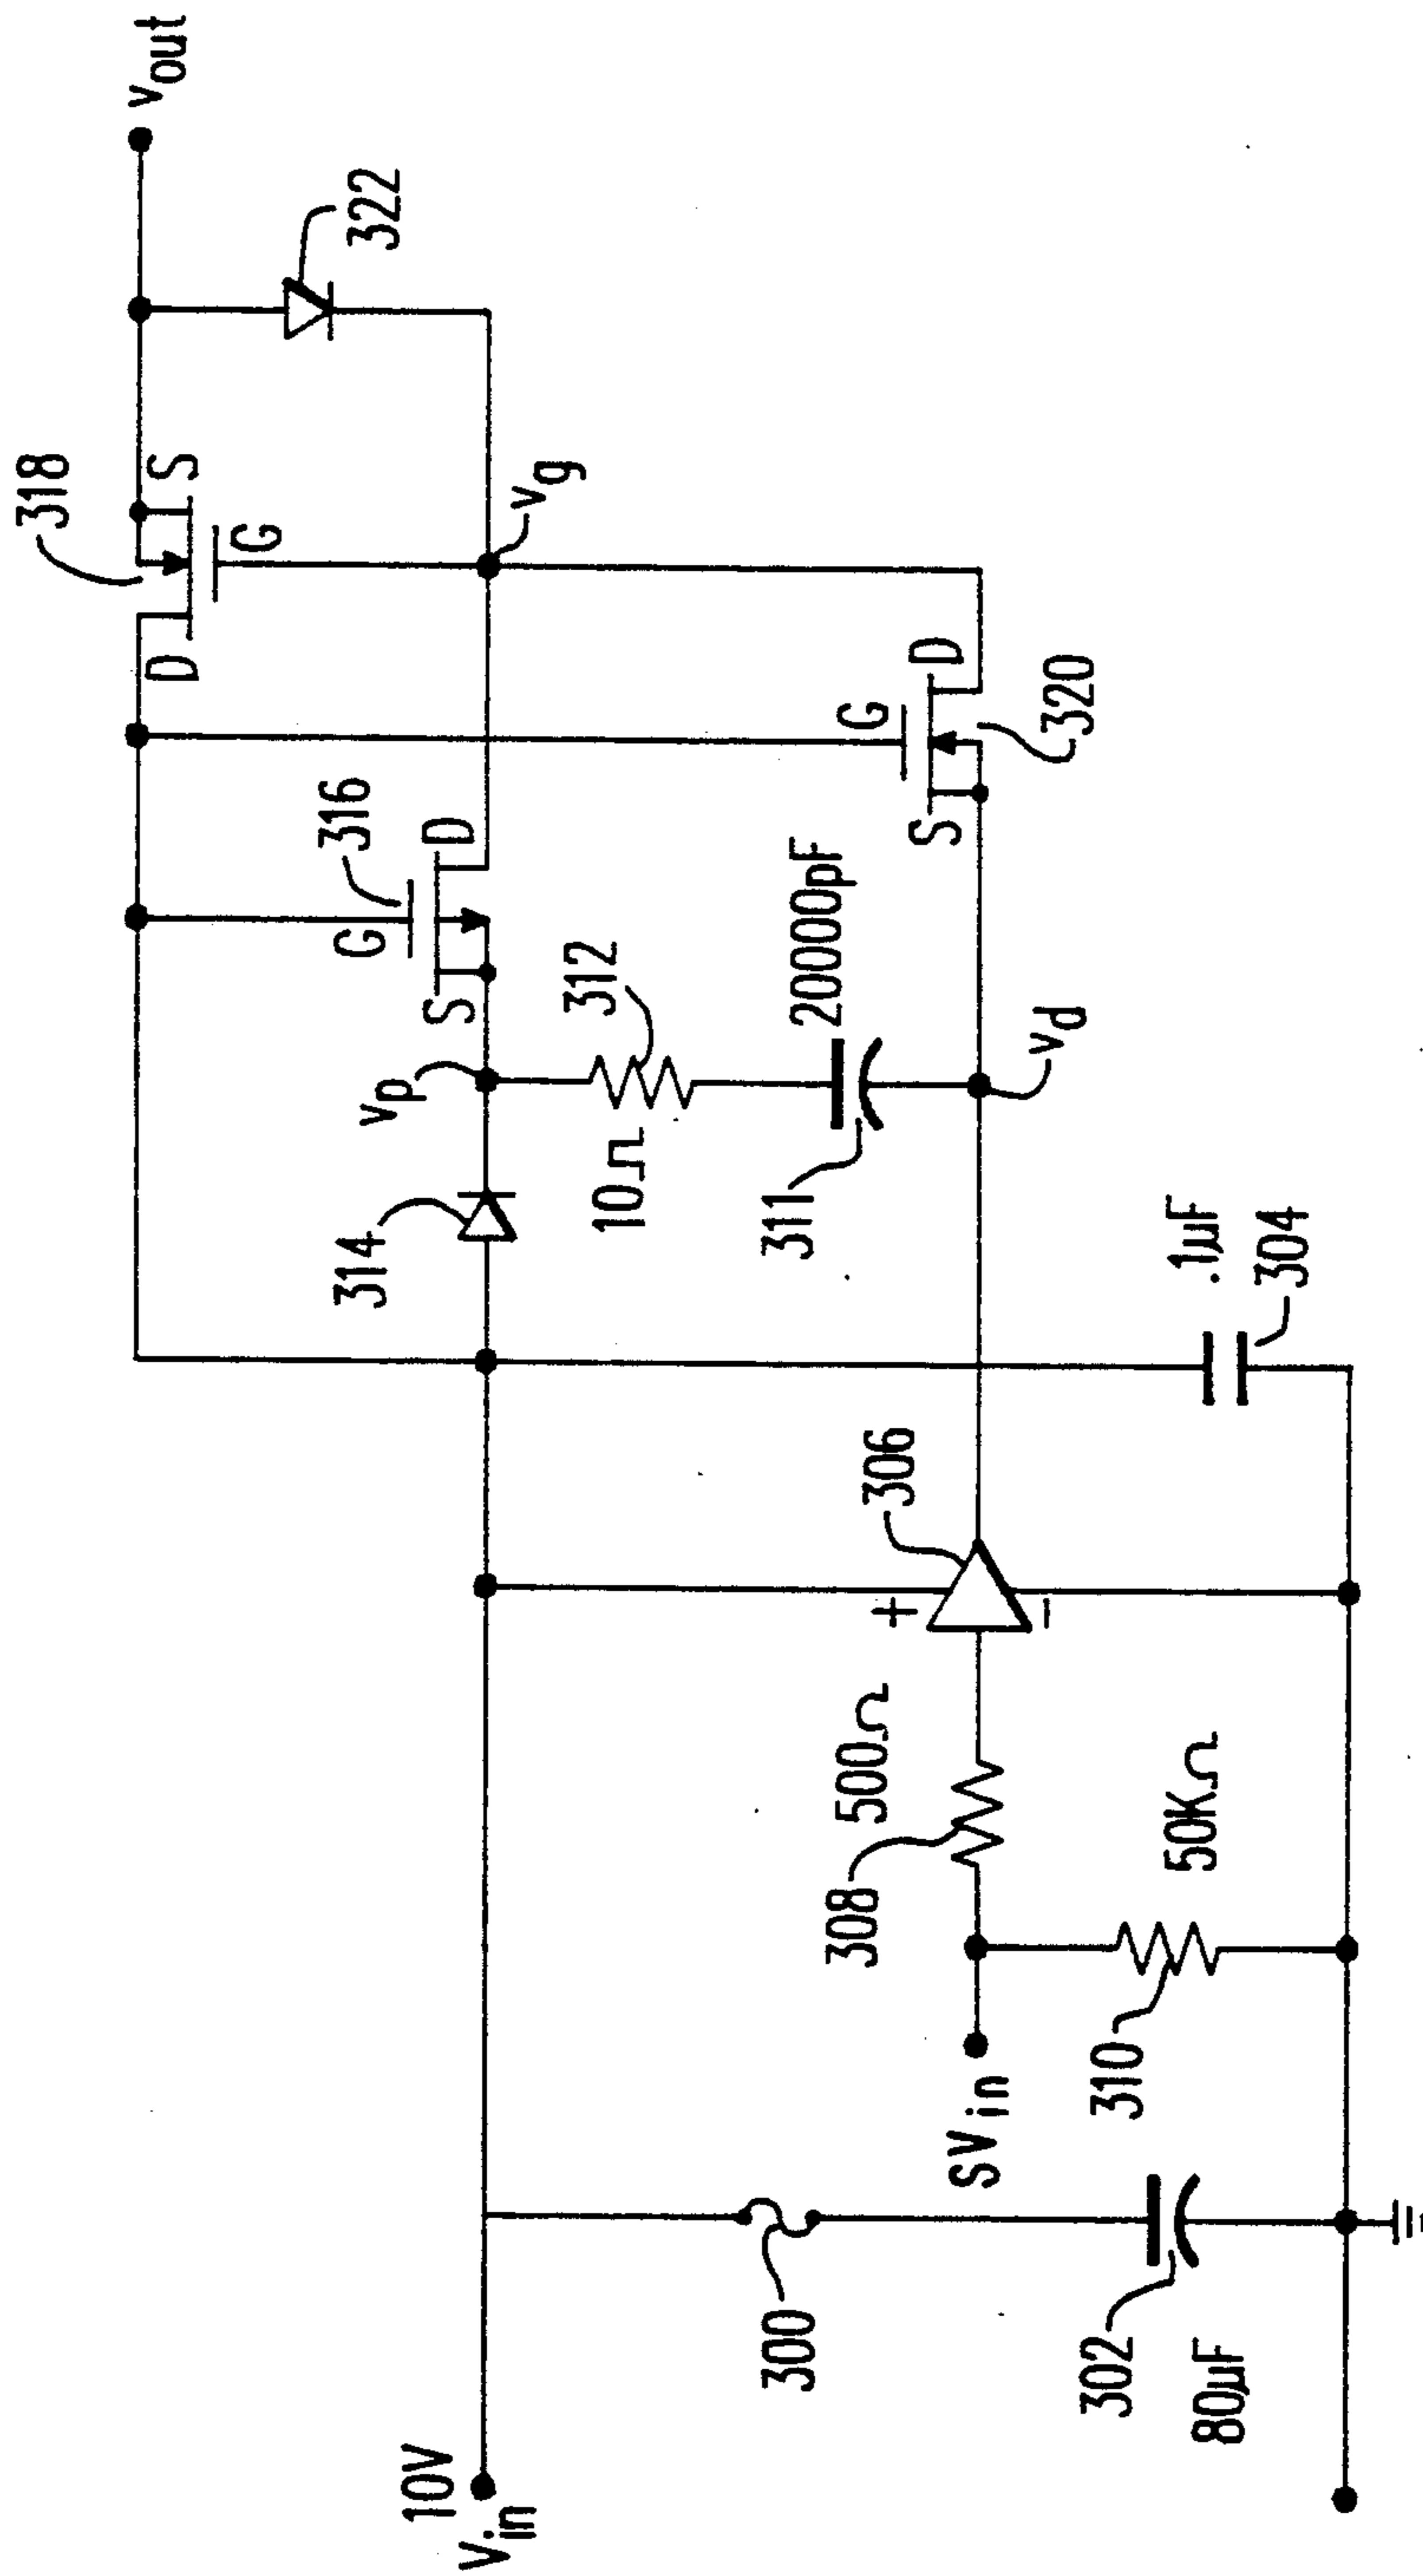 318
D
S
v_out
G
316
322
314
G
v_p
10V
S
D
V_in
v_g
312
10Ω
300
311
20000pF
308
500Ω
306
G
+
S
D
sV_in
-
v_d
320
302
310
50KΩ
.1µF
80µF
304